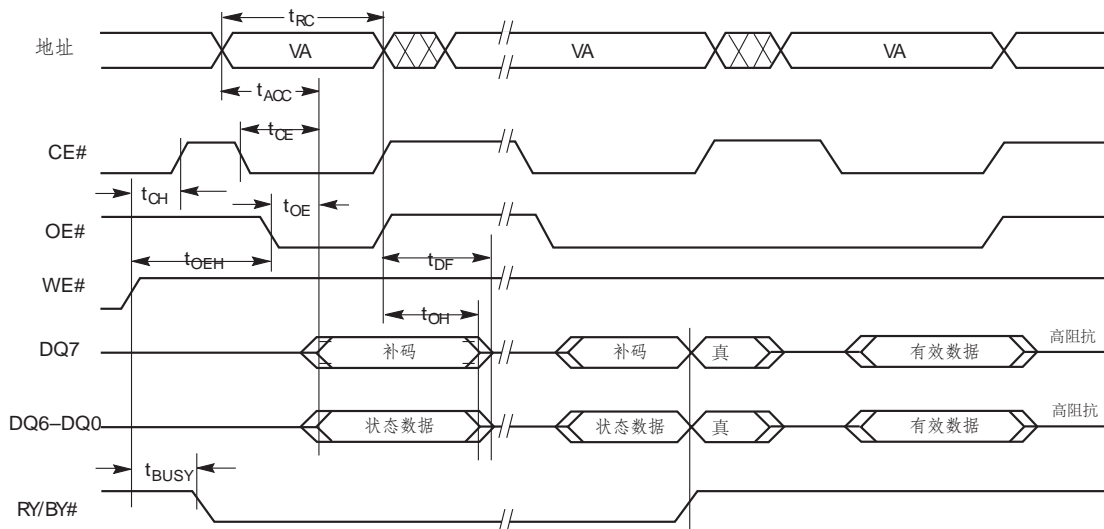 地址
tRC
VA
VA
VA
tACC
tCE
CE#
tCH
tOE
OE#
tOEH
tDF
WE#
tOH
DQ7
补码
补码
真
有效数据
高阻抗
DQ6–DQ0
状态数据
状态数据
真
有效数据
高阻抗
tBUSY
RY/BY#